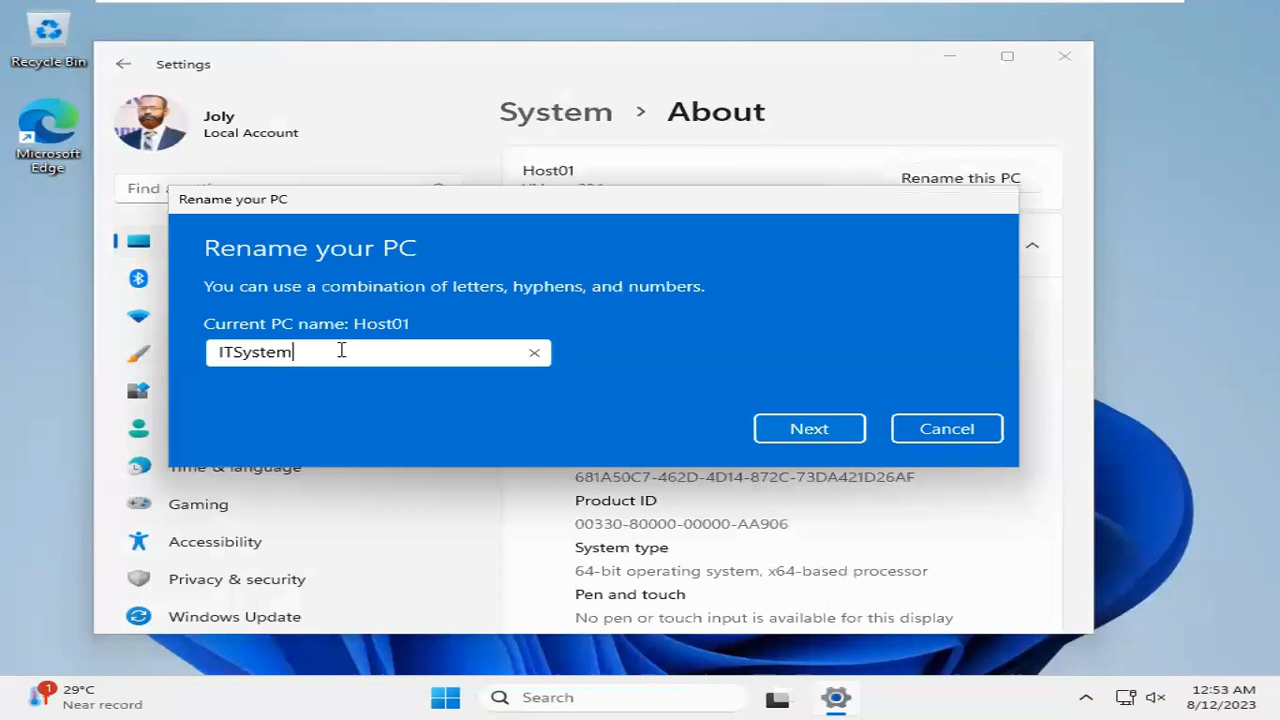 Recycle Bin
Microsoft
Edge
Settings
Joly
Local Account
System > About
Host01
Rename this PC
Find a
Rename your PC
Rename your PC
You can use a combination of letters, hyphens, and numbers.
Current PC name: Host01
ITSystem
Next
Cancel
Time & language
Gaming
Accessibility
Privacy & security
Windows Update
681A50C7-462D-4D14-872C-73DA421D26AF
Product ID
00330-80000-00000-AA906
System type
64-bit operating system, x64-based processor
Pen and touch
No pen or touch input is available for this display
1
29°C
Near record
Search
12:53 AM
8/12/2023